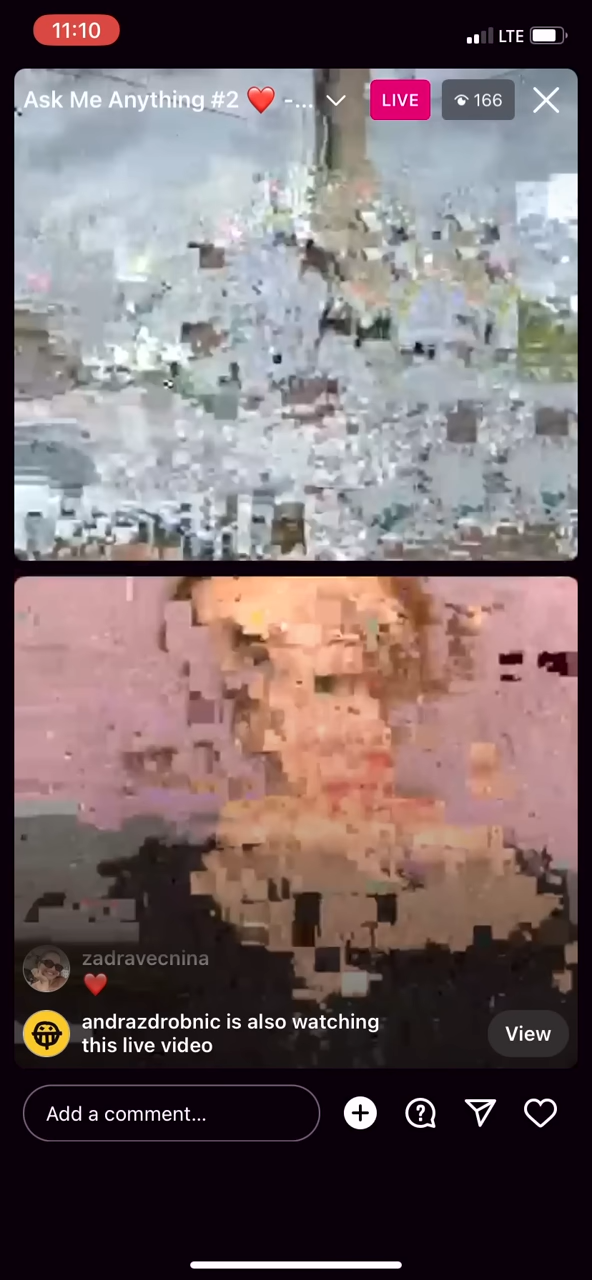 11:10
LTE
Ask Me Anything #2 ❤️ -...
LIVE
166
zadravecnina
❤️
andrazdrobnic is also watching
this live video
View
Add a comment...